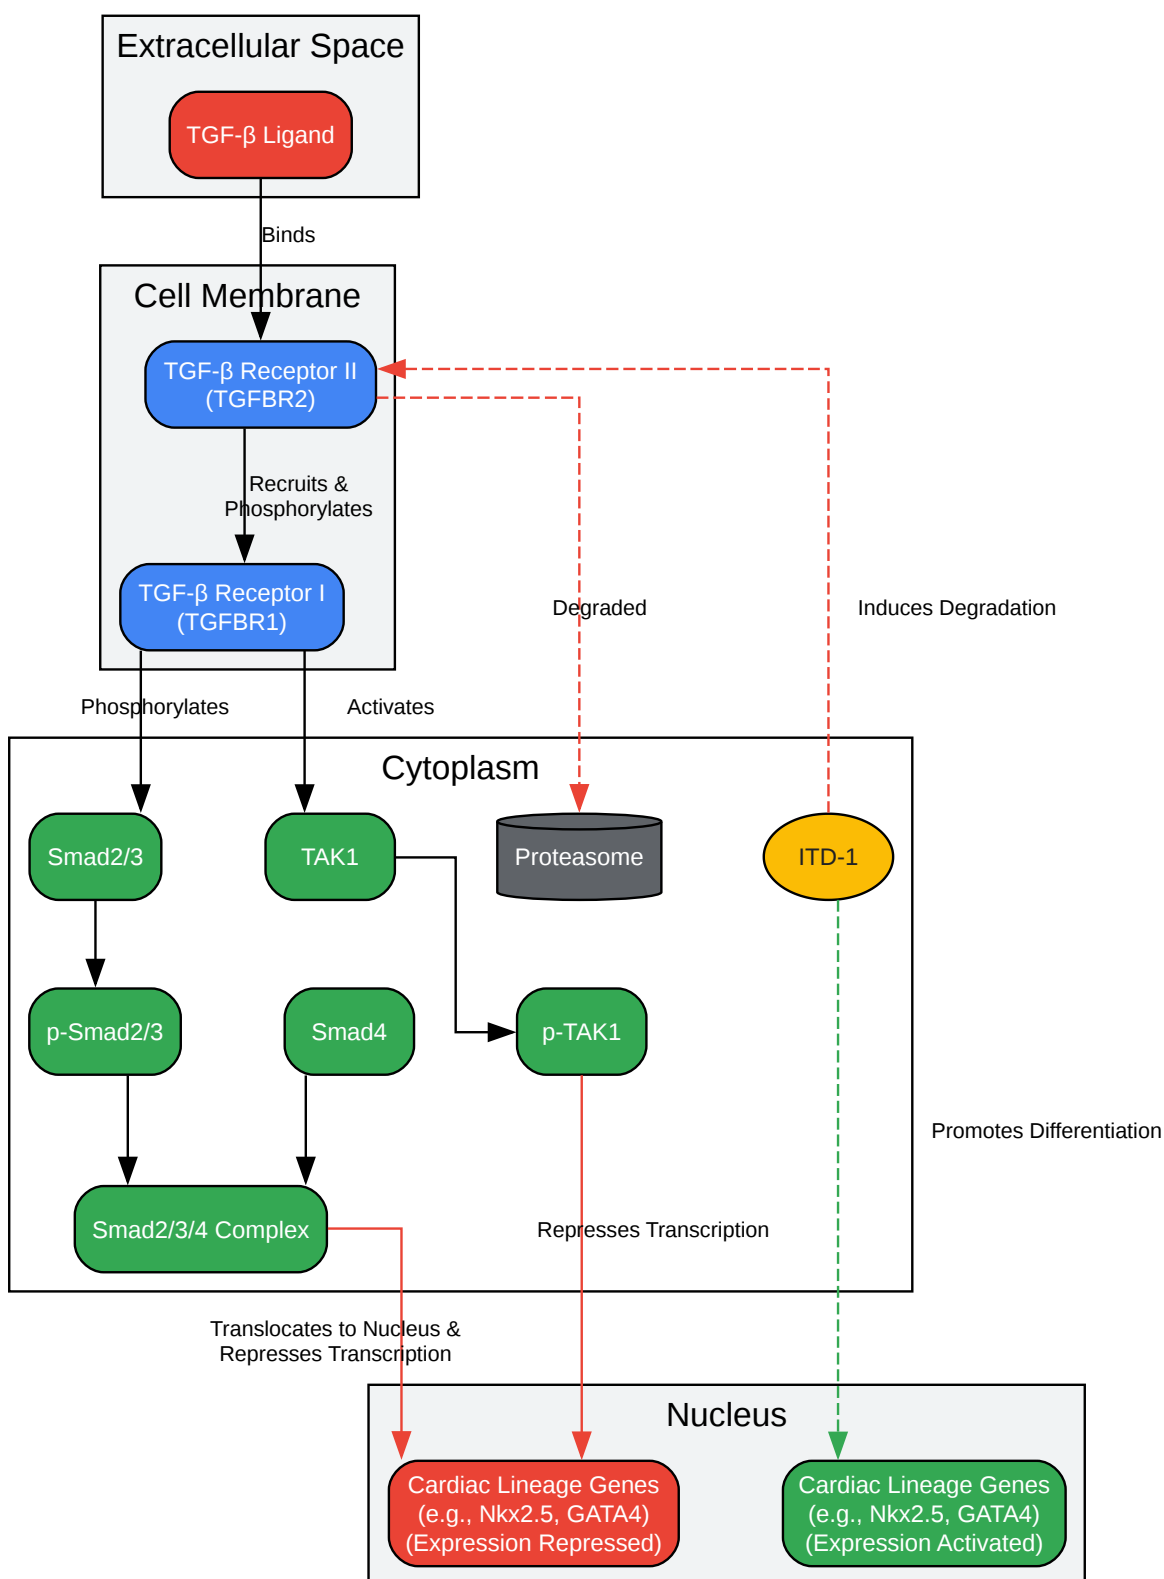 Extracellular Space
TGF-β Ligand
Binds
Cell Membrane
TGF-β Receptor II
(TGFBR2)
Recruits &
Phosphorylates
TGF-β Receptor I
(TGFBR1)
Degraded
Induces Degradation
Phosphorylates
Activates
Cytoplasm
Smad2/3
TAK1
Proteasome
ITD-1
p-Smad2/3
Smad4
p-TAK1
Promotes Differentiation
Smad2/3/4 Complex
Represses Transcription
Translocates to Nucleus &
Represses Transcription
Nucleus
Cardiac Lineage Genes
(e.g., Nkx2.5, GATA4)
(Expression Repressed)
Cardiac Lineage Genes
(e.g., Nkx2.5, GATA4)
(Expression Activated)